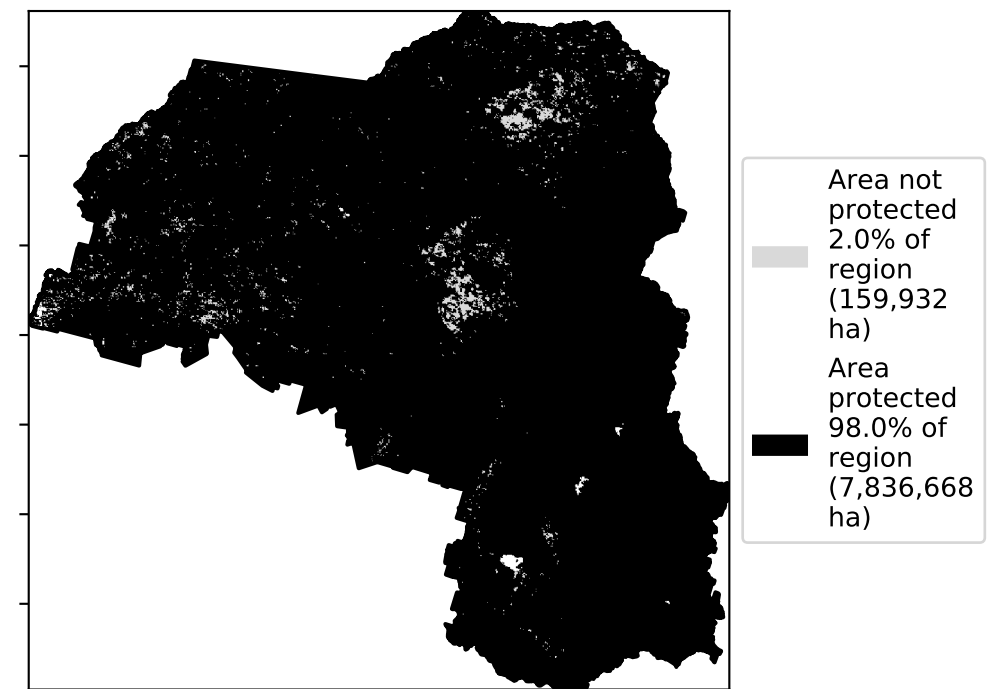 Area not
protected
2.0% of
region
(159,932
ha)
Area
protected
98.0% of
region
(7,836,668
ha)